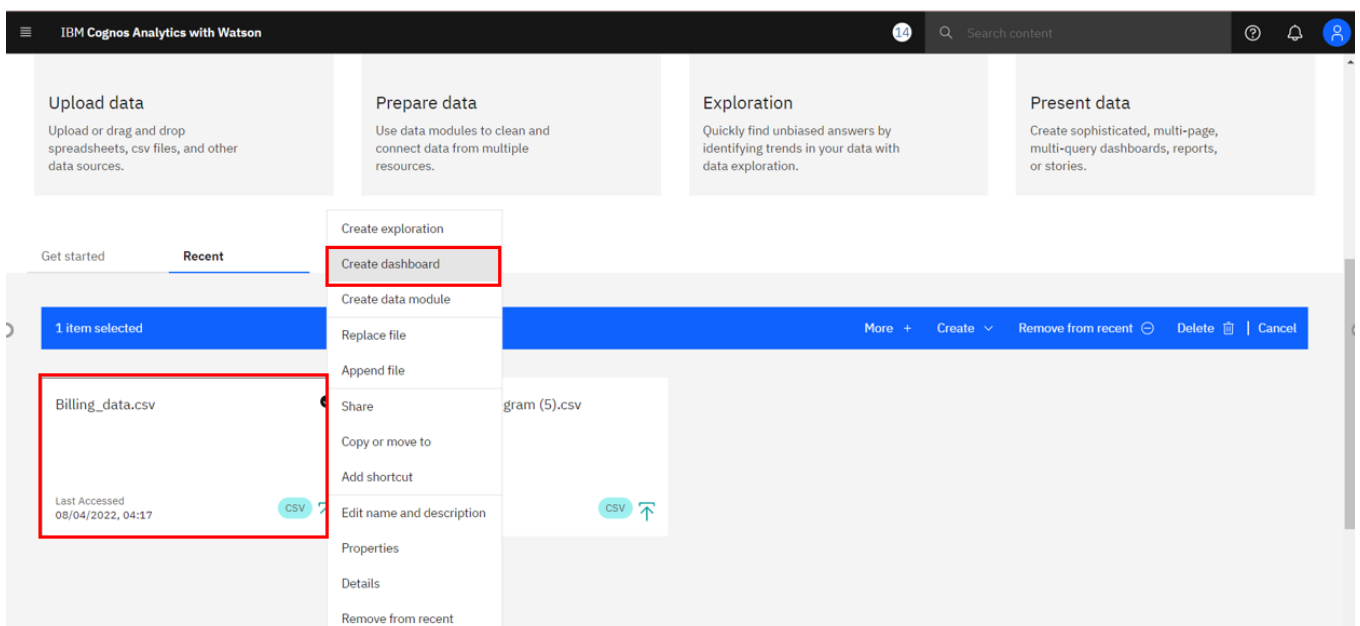 IBM Cognos Analytics with Watson
14
Search content
Upload data
Upload or drag and drop
spreadsheets, csv files, and other
data sources.
Prepare data
Use data modules to clean and
connect data from multiple
resources.
Exploration
Quickly find unbiased answers by
identifying trends in your data with
data exploration.
Present data
Create sophisticated, multi-page,
multi-query dashboards, reports,
or stories.
Get started
Recent
Create exploration
Create dashboard
Create data module
Replace file
Append file
Share
Copy or move to
Add shortcut
Edit name and description
Properties
Details
Remove from recent
1 item selected
More +
Create
Remove from recent
Delete
| Cancel
Billing_data.csv
Last Accessed
08/04/2022, 04:17
CSV
gram (5).csv
CSV